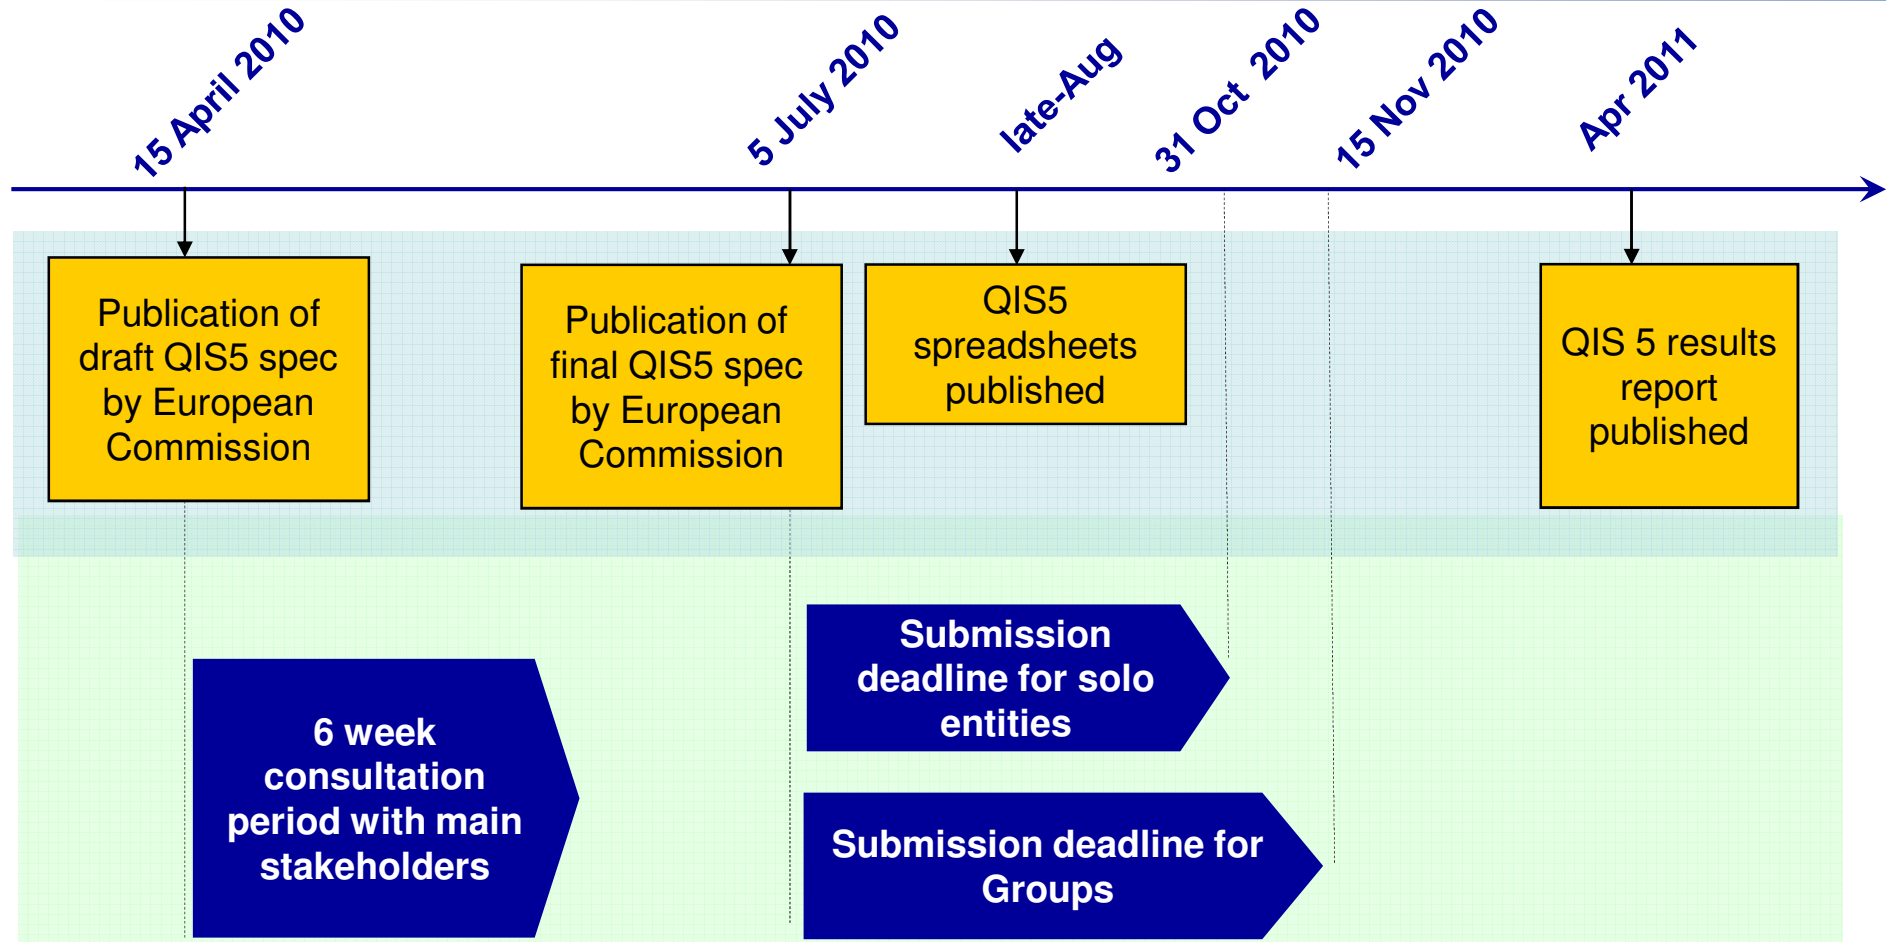 15 April 2010
5 July 2010
late-Aug
31 Oct  2010
15 Nov 2010
Apr 2011
Publication of
draft QIS5 spec
by European
Commission
Publication of
final QIS5 spec
by European
Commission
QIS5
spreadsheets
published
QIS 5 results
report
published
6 week
consultation
period with main
stakeholders
Submission
deadline for solo
entities
Submission deadline for
Groups